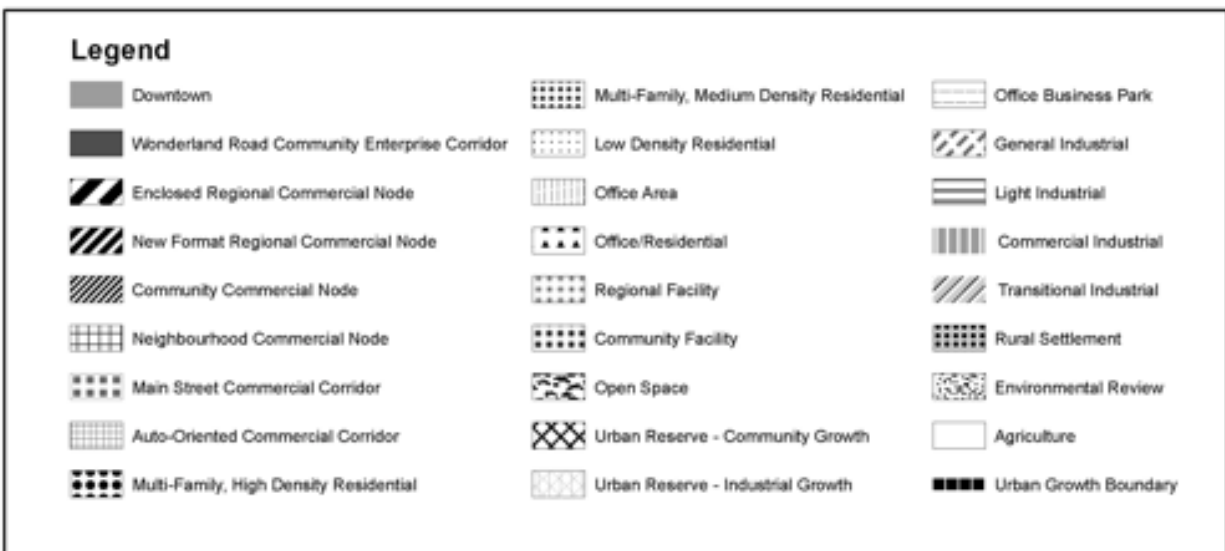 Legend
Downtown
Wonderland Road Community Enterprise Corridor
Enclosed Regional Commercial Node
New Format Regional Commercial Node
Community Commercial Node
Neighbourhood Commercial Node
Main Street Commercial Corridor
Auto-Oriented Commercial Corridor
Multi-Family, High Density Residential
Multi-Family, Medium Density Residential
Low Density Residential
Office Area
Office/Residential
Regional Facility
Community Facility
Open Space
Urban Reserve - Community Growth
Urban Reserve - Industrial Growth
Office Business Park
General Industrial
Light Industrial
Commercial Industrial
Transitional Industrial
Rural Settlement
Environmental Review
Agriculture
Urban Growth Boundary